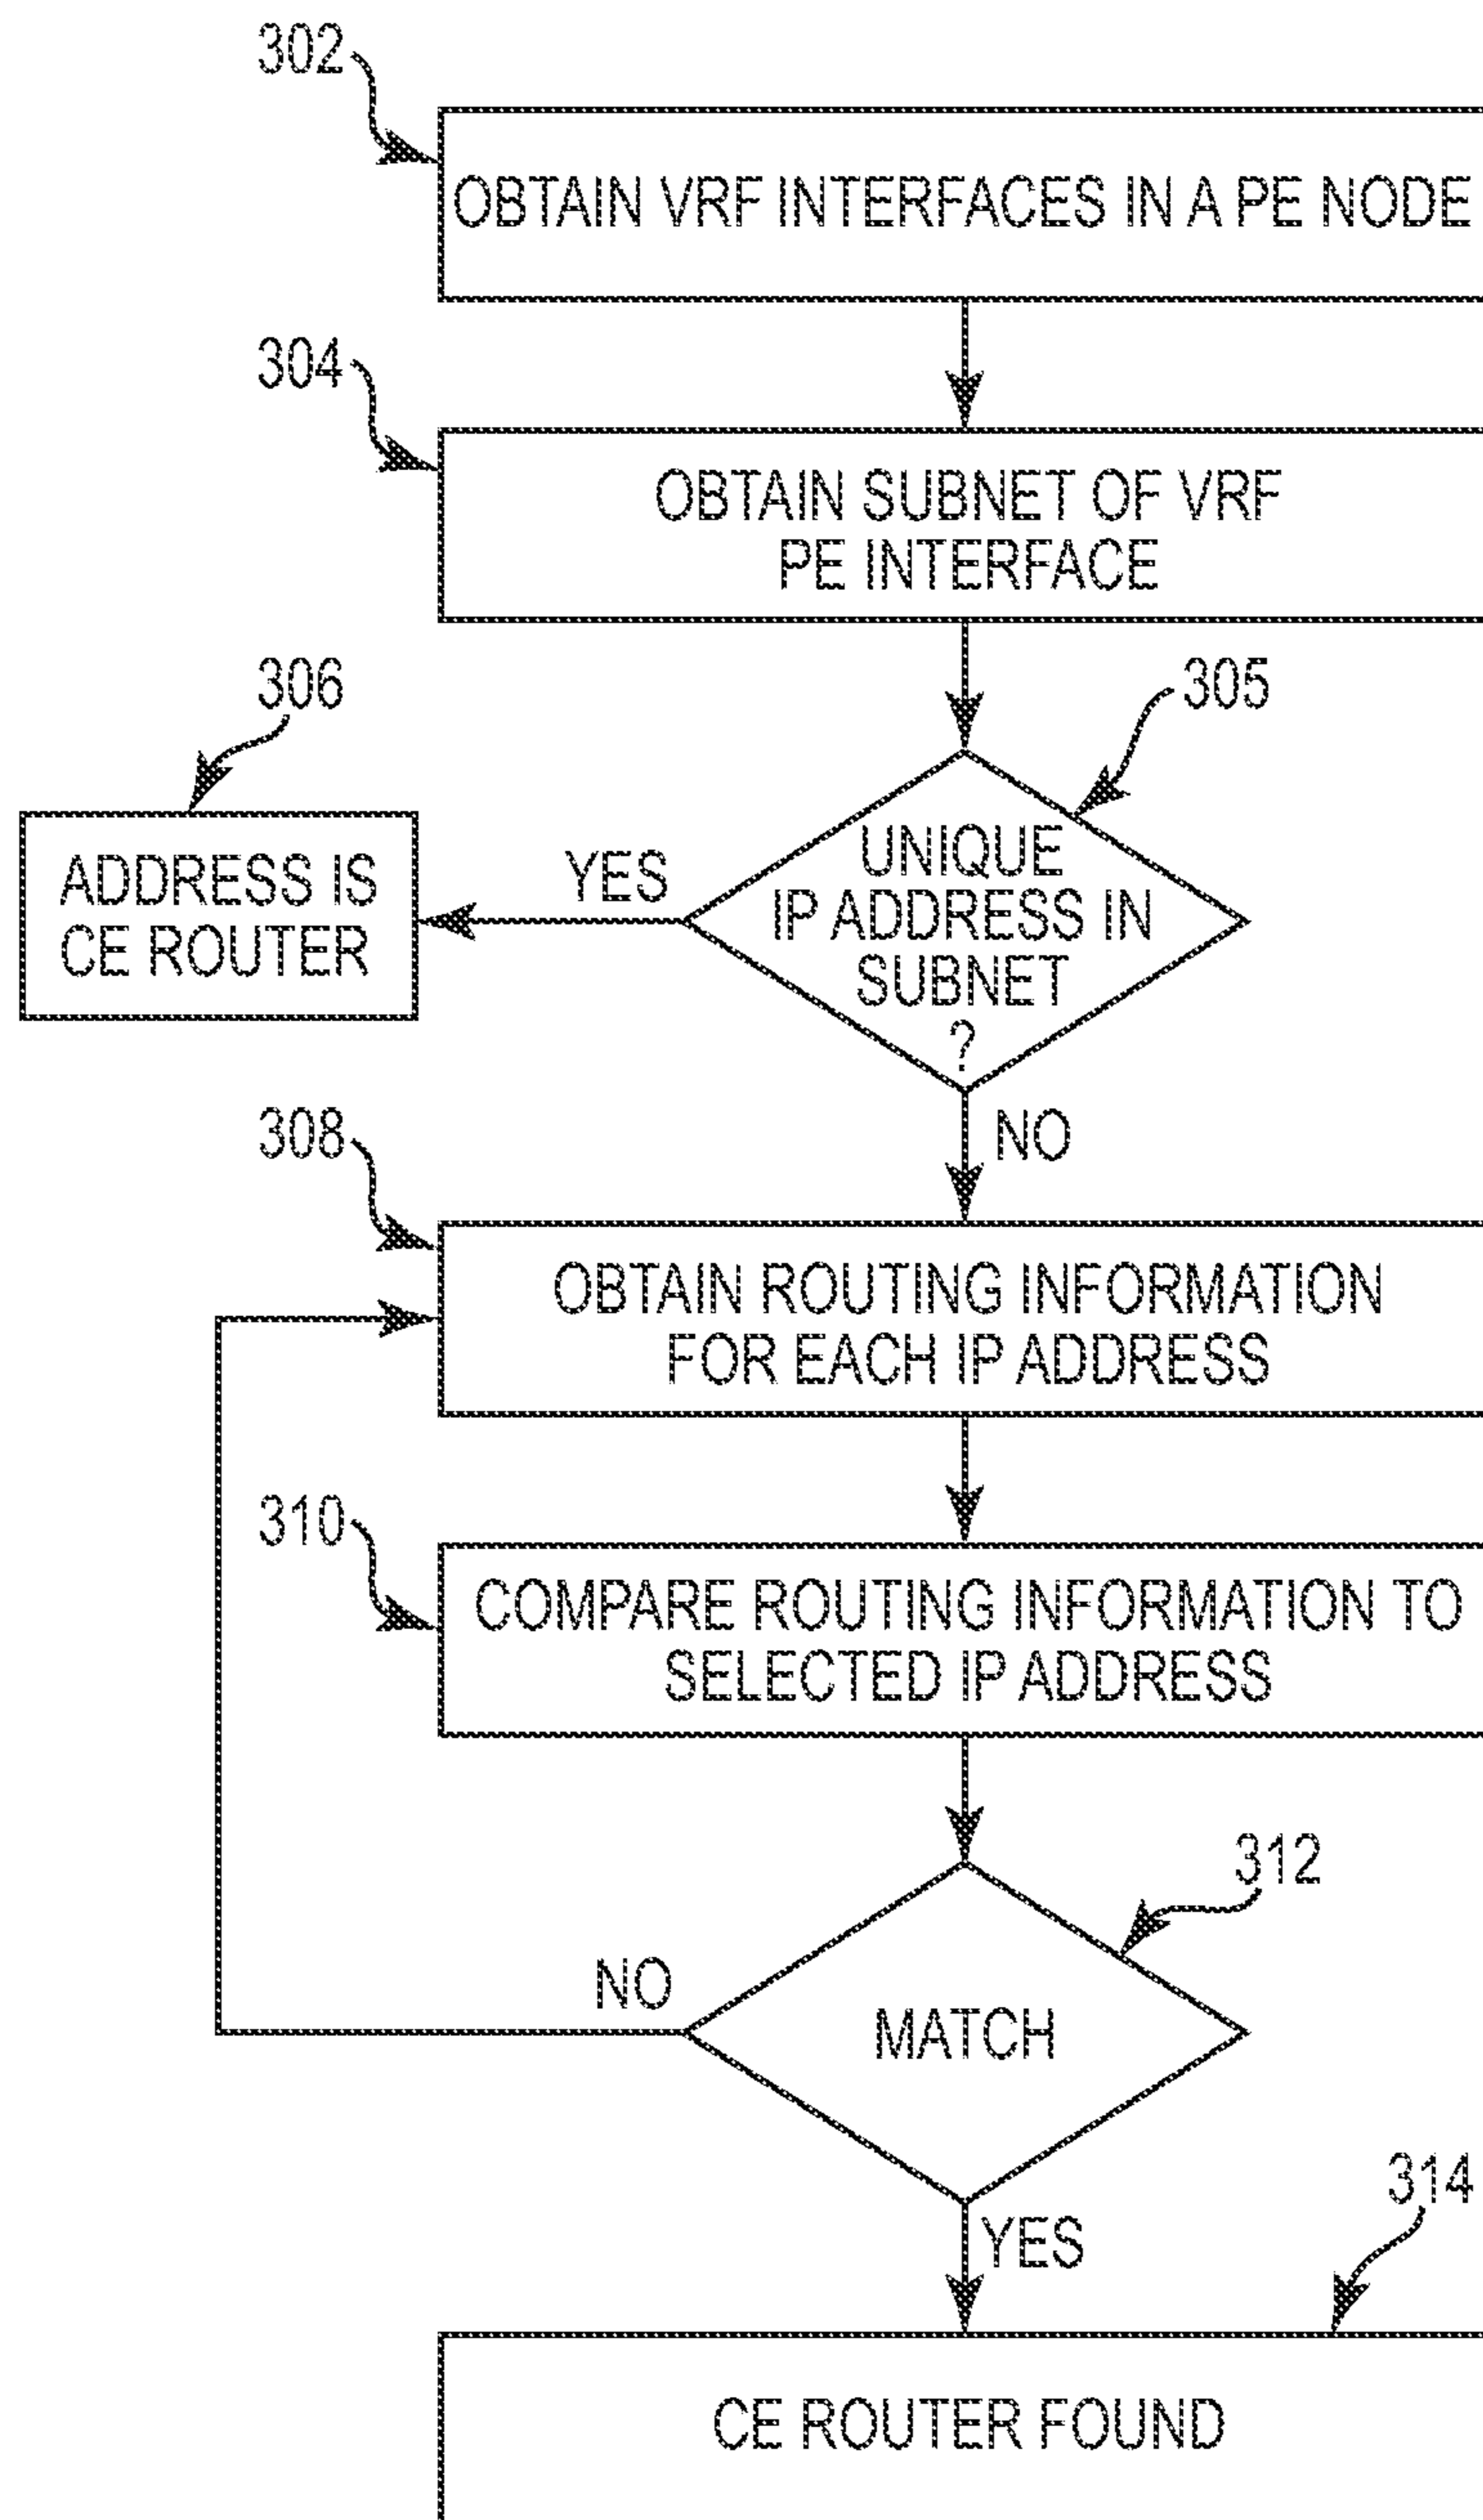 302
OBTAIN VRF INTERFACES IN A PE NODE
304
OBTAIN SUBNET OF VRF
PE INTERFACE
306
305
ADDRESS IS
CE ROUTER
YES
UNIQUE
IP ADDRESS IN
SUBNET
?
NO
308
OBTAIN ROUTING INFORMATION
FOR EACH IP ADDRESS
310
COMPARE ROUTING INFORMATION TO
SELECTED IP ADDRESS
312
NO
MATCH
314
YES
CE ROUTER FOUND